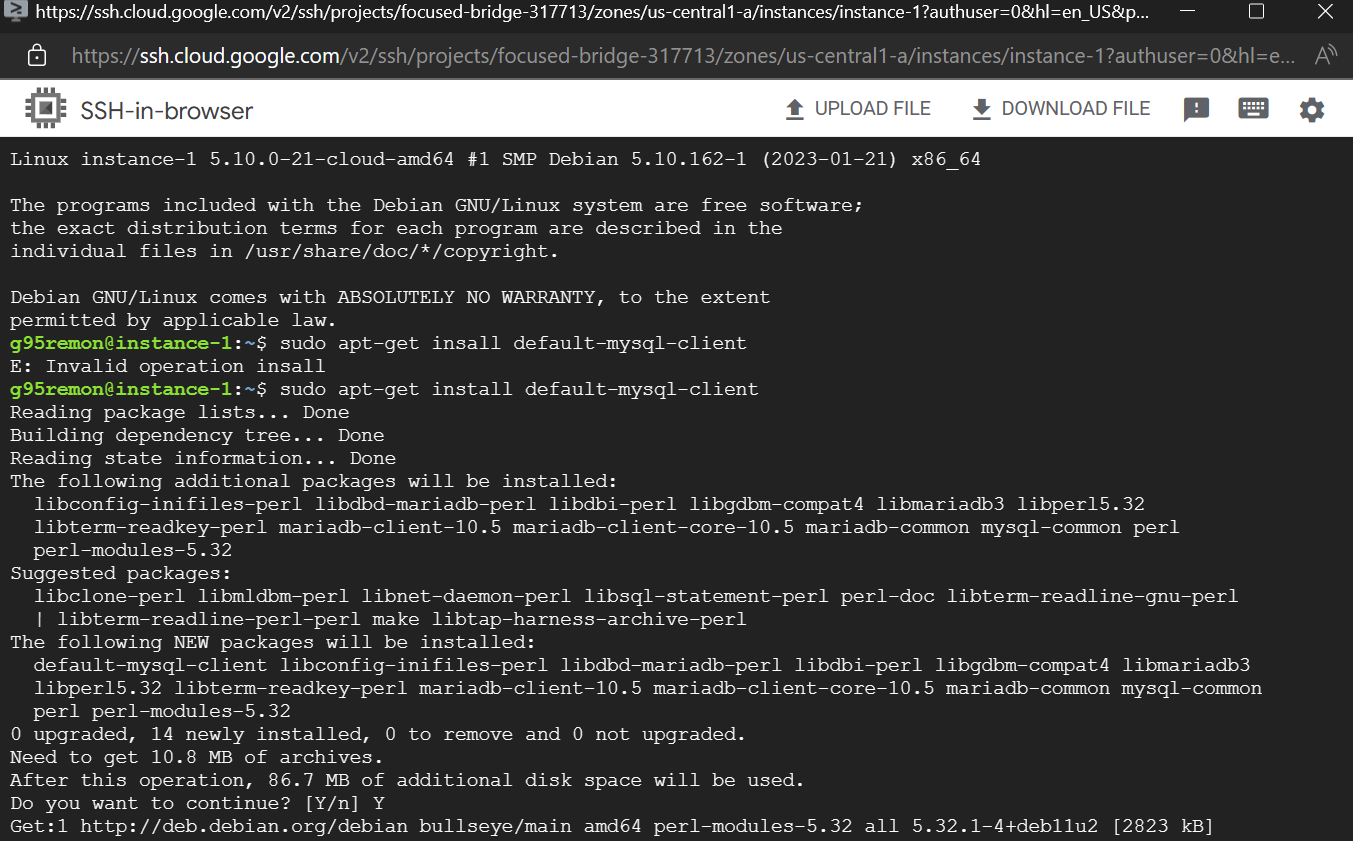 https://ssh.cloud.google.com/v2/ssh/projects/focused-bridge-317713/zones/us-central1-a/instances/instance-1?authuser=0&hl=en_US&p...
https://ssh.cloud.google.com/v2/ssh/projects/focused-bridge-317713/zones/us-central1-a/instances/instance-1?authuser=0&hl=e...
SSH-in-browser UPLOAD FILE DOWNLOAD FILE
Linux instance-1 5.10.0-21-cloud-amd64 #1 SMP Debian 5.10.162-1 (2023-01-21) x86_64
The programs included with the Debian GNU/Linux system are free software;
the exact distribution terms for each program are described in the
individual files in /usr/share/doc/*/copyright.
Debian GNU/Linux comes with ABSOLUTELY NO WARRANTY, to the extent
permitted by applicable law.
g95remon@instance-1:~$ sudo apt-get insall default-mysql-client
E: Invalid operation insall
g95remon@instance-1:~$ sudo apt-get install default-mysql-client
Reading package lists... Done
Building dependency tree... Done
Reading state information... Done
The following additional packages will be installed:
  libconfig-inifiles-perl libdbd-mariadb-perl libdbi-perl libgdbm-compat4 libmariadb3 libperl5.32
  libterm-readkey-perl mariadb-client-10.5 mariadb-client-core-10.5 mariadb-common mysql-common perl
  perl-modules-5.32
Suggested packages:
  libclone-perl libmldbm-perl libnet-daemon-perl libsql-statement-perl perl-doc libterm-readline-gnu-perl
  | libterm-readline-perl-perl make libtap-harness-archive-perl
The following NEW packages will be installed:
  default-mysql-client libconfig-inifiles-perl libdbd-mariadb-perl libdbi-perl libgdbm-compat4 libmariadb3
  libperl5.32 libterm-readkey-perl mariadb-client-10.5 mariadb-client-core-10.5 mariadb-common mysql-common
  perl perl-modules-5.32
0 upgraded, 14 newly installed, 0 to remove and 0 not upgraded.
Need to get 10.8 MB of archives.
After this operation, 86.7 MB of additional disk space will be used.
Do you want to continue? [Y/n] Y
Get:1 http://deb.debian.org/debian bullseye/main amd64 perl-modules-5.32 all 5.32.1-4+deb11u2 [2823 kB]